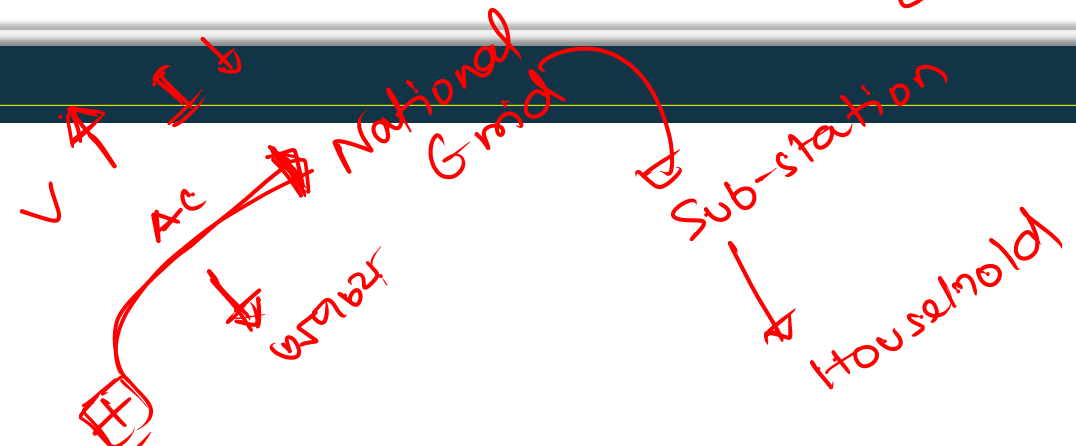 V ↑ I ↓
AC
National
Grid
Sub-station
Household